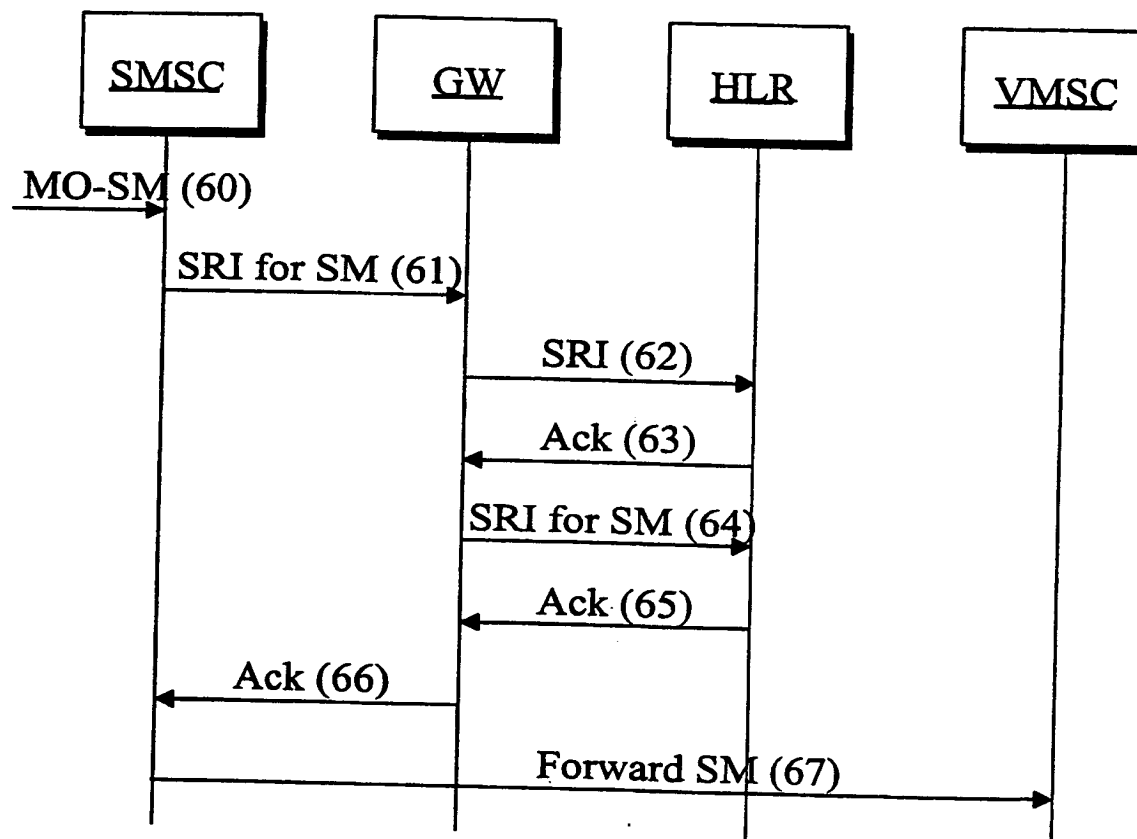 SMSC
GW
HLR
VMSC
MO-SM (60)
SRI for SM (61)
SRI (62)
Ack (63)
SRI for SM (64)
Ack (65)
Ack (66)
Forward SM (67)